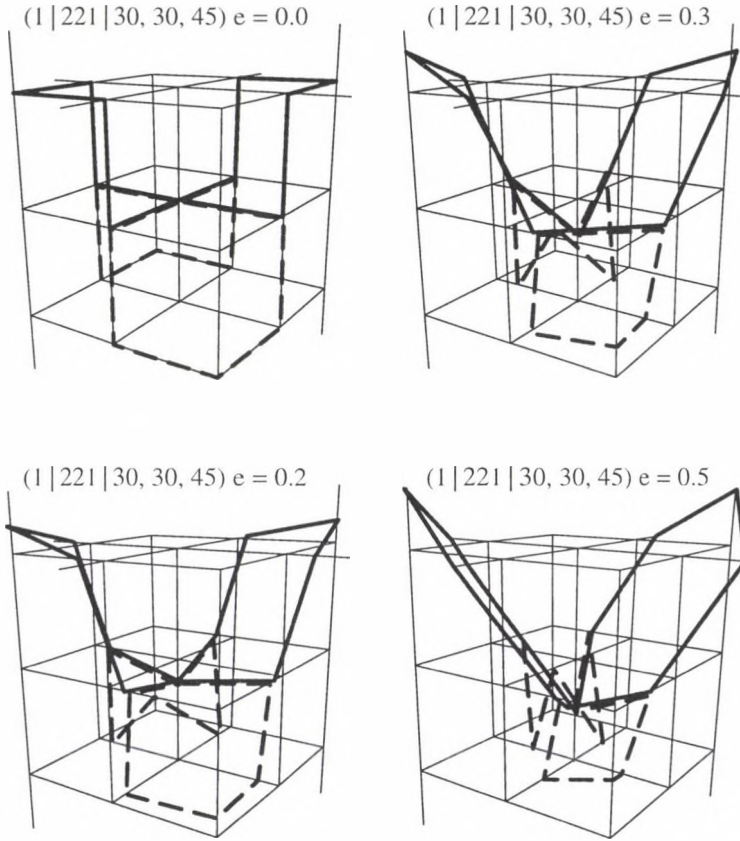 (1|221|30, 30, 45) e = 0.0
(1|221|30, 30, 45) e = 0.3
(1|221|30, 30, 45) e = 0.2
(1|221|30, 30, 45) e = 0.5